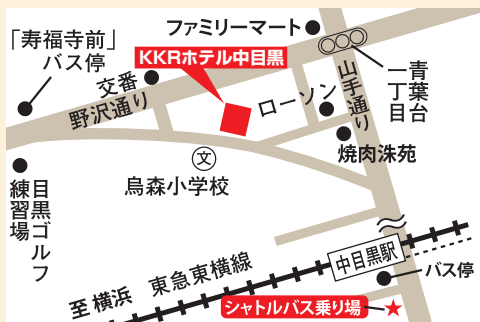 ファミリーマート
「寿福寺前」
バス停
KKRホテル中目黒
交番
野沢通り
ローソン
山手通り
青葉台
一丁目
焼肉洙苑
文
烏森小学校
目黒ゴルフ
練習場
中目黒駅
バス停
東急東横線
至 横浜
シャトルバス乗り場